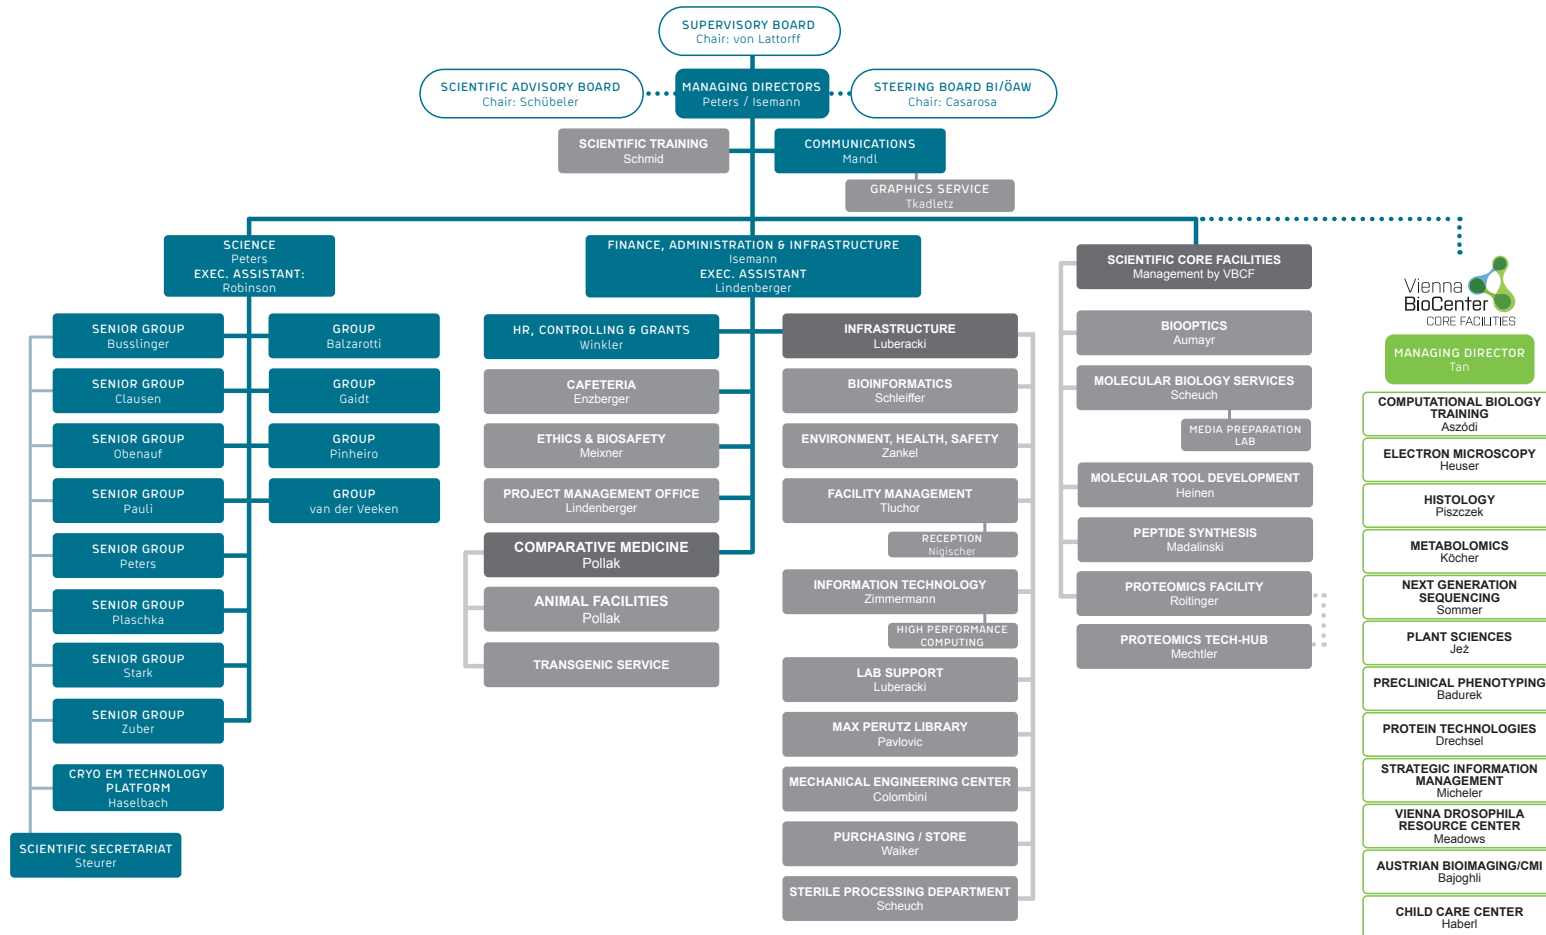 SUPERVISORY BOARD
Chair: von Lattorff
SCIENTIFIC ADVISORY BOARD
Chair: Schübeler
MANAGING DIRECTORS
Peters / Isemann
STEERING BOARD BI/ÖAW
Chair: Casarosa
SCIENTIFIC TRAINING
Schmid
COMMUNICATIONS
Mandl
GRAPHICS SERVICE
Tkadletz
SCIENCE
Peters
EXEC. ASSISTANT:
Robinson
SENIOR GROUP
Busslinger
GROUP
Balzarotti
SENIOR GROUP
Clausen
GROUP
Gaidt
SENIOR GROUP
Obenauf
GROUP
Pinheiro
SENIOR GROUP
Pauli
GROUP
van der Veeken
SENIOR GROUP
Peters
SENIOR GROUP
Plaschka
SENIOR GROUP
Stark
SENIOR GROUP
Zuber
CRYO EM TECHNOLOGY
PLATFORM
Haselbach
SCIENTIFIC SECRETARIAT
Steurer
FINANCE, ADMINISTRATION & INFRASTRUCTURE
Isemann
EXEC. ASSISTANT
Lindenberger
HR, CONTROLLING & GRANTS
Winkler
CAFETERIA
Enzberger
ETHICS & BIOSAFETY
Meixner
PROJECT MANAGEMENT OFFICE
Lindenberger
COMPARATIVE MEDICINE
Pollak
ANIMAL FACILITIES
Pollak
TRANSGENIC SERVICE
INFRASTRUCTURE
Luberacki
BIOINFORMATICS
Schleiffer
ENVIRONMENT, HEALTH, SAFETY
Zankel
FACILITY MANAGEMENT
Tluchor
RECEPTION
Nigischer
INFORMATION TECHNOLOGY
Zimmermann
HIGH PERFORMANCE
COMPUTING
LAB SUPPORT
Luberacki
MAX PERUTZ LIBRARY
Pavlovic
MECHANICAL ENGINEERING CENTER
Colombini
PURCHASING / STORE
Waiker
STERILE PROCESSING DEPARTMENT
Scheuch
SCIENTIFIC CORE FACILITIES
Management by VBCF
BIOOPTICS
Aumayr
MOLECULAR BIOLOGY SERVICES
Scheuch
MEDIA PREPARATION
LAB
MOLECULAR TOOL DEVELOPMENT
Heinen
PEPTIDE SYNTHESIS
Madalinski
PROTEOMICS FACILITY
Roitinger
PROTEOMICS TECH-HUB
Mechtler
Vienna
BioCenter
CORE FACILITIES
MANAGING DIRECTOR
Tan
COMPUTATIONAL BIOLOGY
TRAINING
Aszódi
ELECTRON MICROSCOPY
Heuser
HISTOLOGY
Piszczek
METABOLOMICS
Köcher
NEXT GENERATION
SEQUENCING
Sommer
PLANT SCIENCES
Jeż
PRECLINICAL PHENOTYPING
Badurek
PROTEIN TECHNOLOGIES
Drechsel
STRATEGIC INFORMATION
MANAGEMENT
Micheler
VIENNA DROSOPHILA
RESOURCE CENTER
Meadows
AUSTRIAN BIOIMAGING/CMI
Bajoghli
CHILD CARE CENTER
Haberl